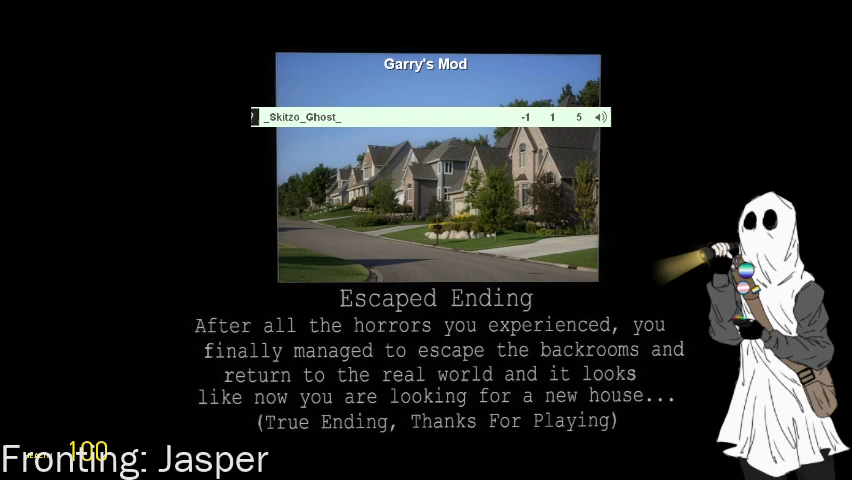 Garry's Mod
? _Skitzo_Ghost_ -1 1 5
Escaped Ending
After all the horrors you experienced, you
finally managed to escape the backrooms and
return to the real world and it looks
like now you are looking for a new house...
(True Ending, Thanks For Playing)
HEALTH 100
Fronting: Jasper